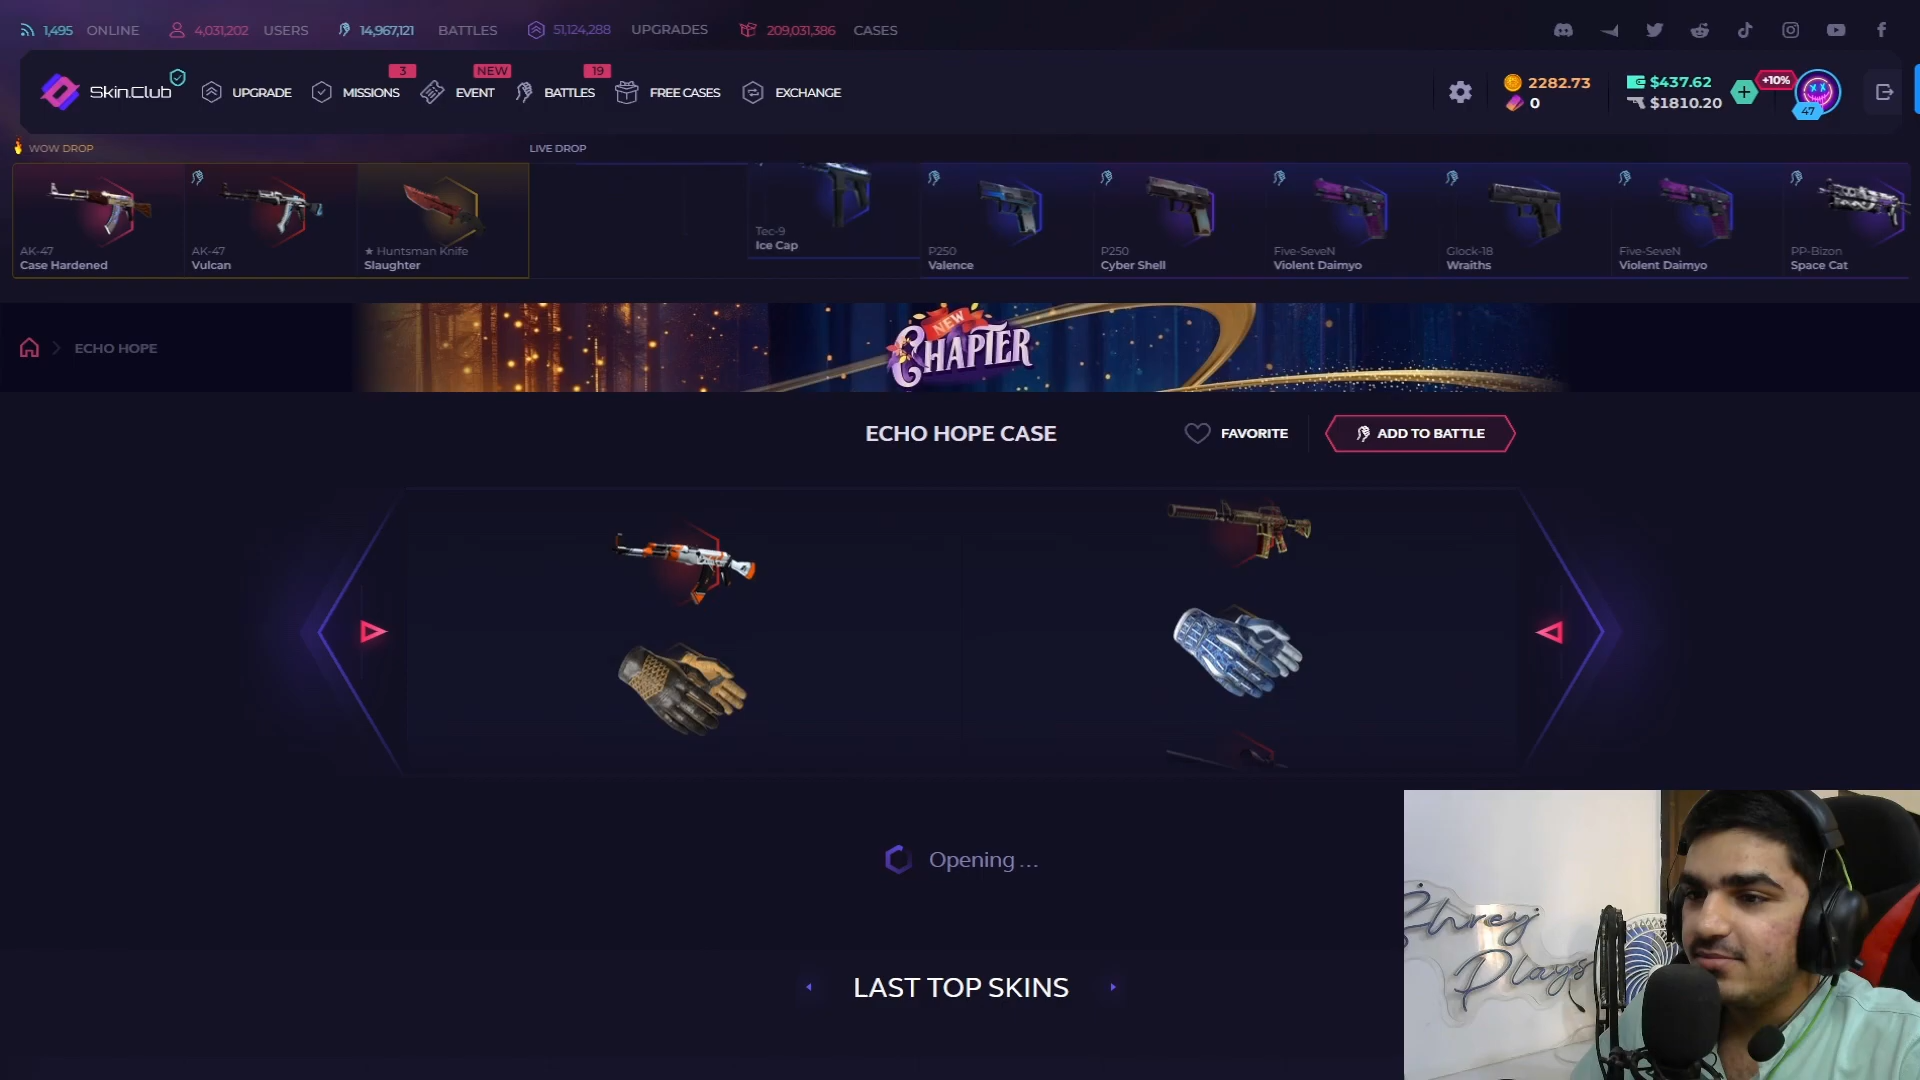 1,495 ONLINE 4,031,202 USERS 14,967,121 BATTLES 51,124,288 UPGRADES 209,031,386 CASES
Skin.Club UPGRADE 3 MISSIONS NEW EVENT 19 BATTLES FREE CASES EXCHANGE 2282.73 0 $437.62 $1810.20 +10% 47
WOW DROP LIVE DROP
AK-47
Case Hardened
AK-47
Vulcan
★ Huntsman Knife
Slaughter
Tec-9
Ice Cap
P250
Valence
P250
Cyber Shell
Five-SeveN
Violent Daimyo
Glock-18
Wraiths
Five-SeveN
Violent Daimyo
PP-Bizon
Space Cat
ECHO HOPE
NEW
CHAPTER
ECHO HOPE CASE
FAVORITE
ADD TO BATTLE
Opening ...
LAST TOP SKINS
Shrey
Plays